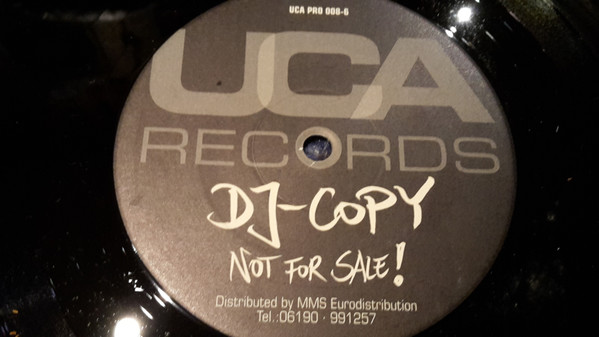 UCA PRO 008-6
UCA
RECORDS
DJ-COPY
NOT FOR SALE!
Distributed by MMS Eurodistribution
Tel.:06190 · 991257